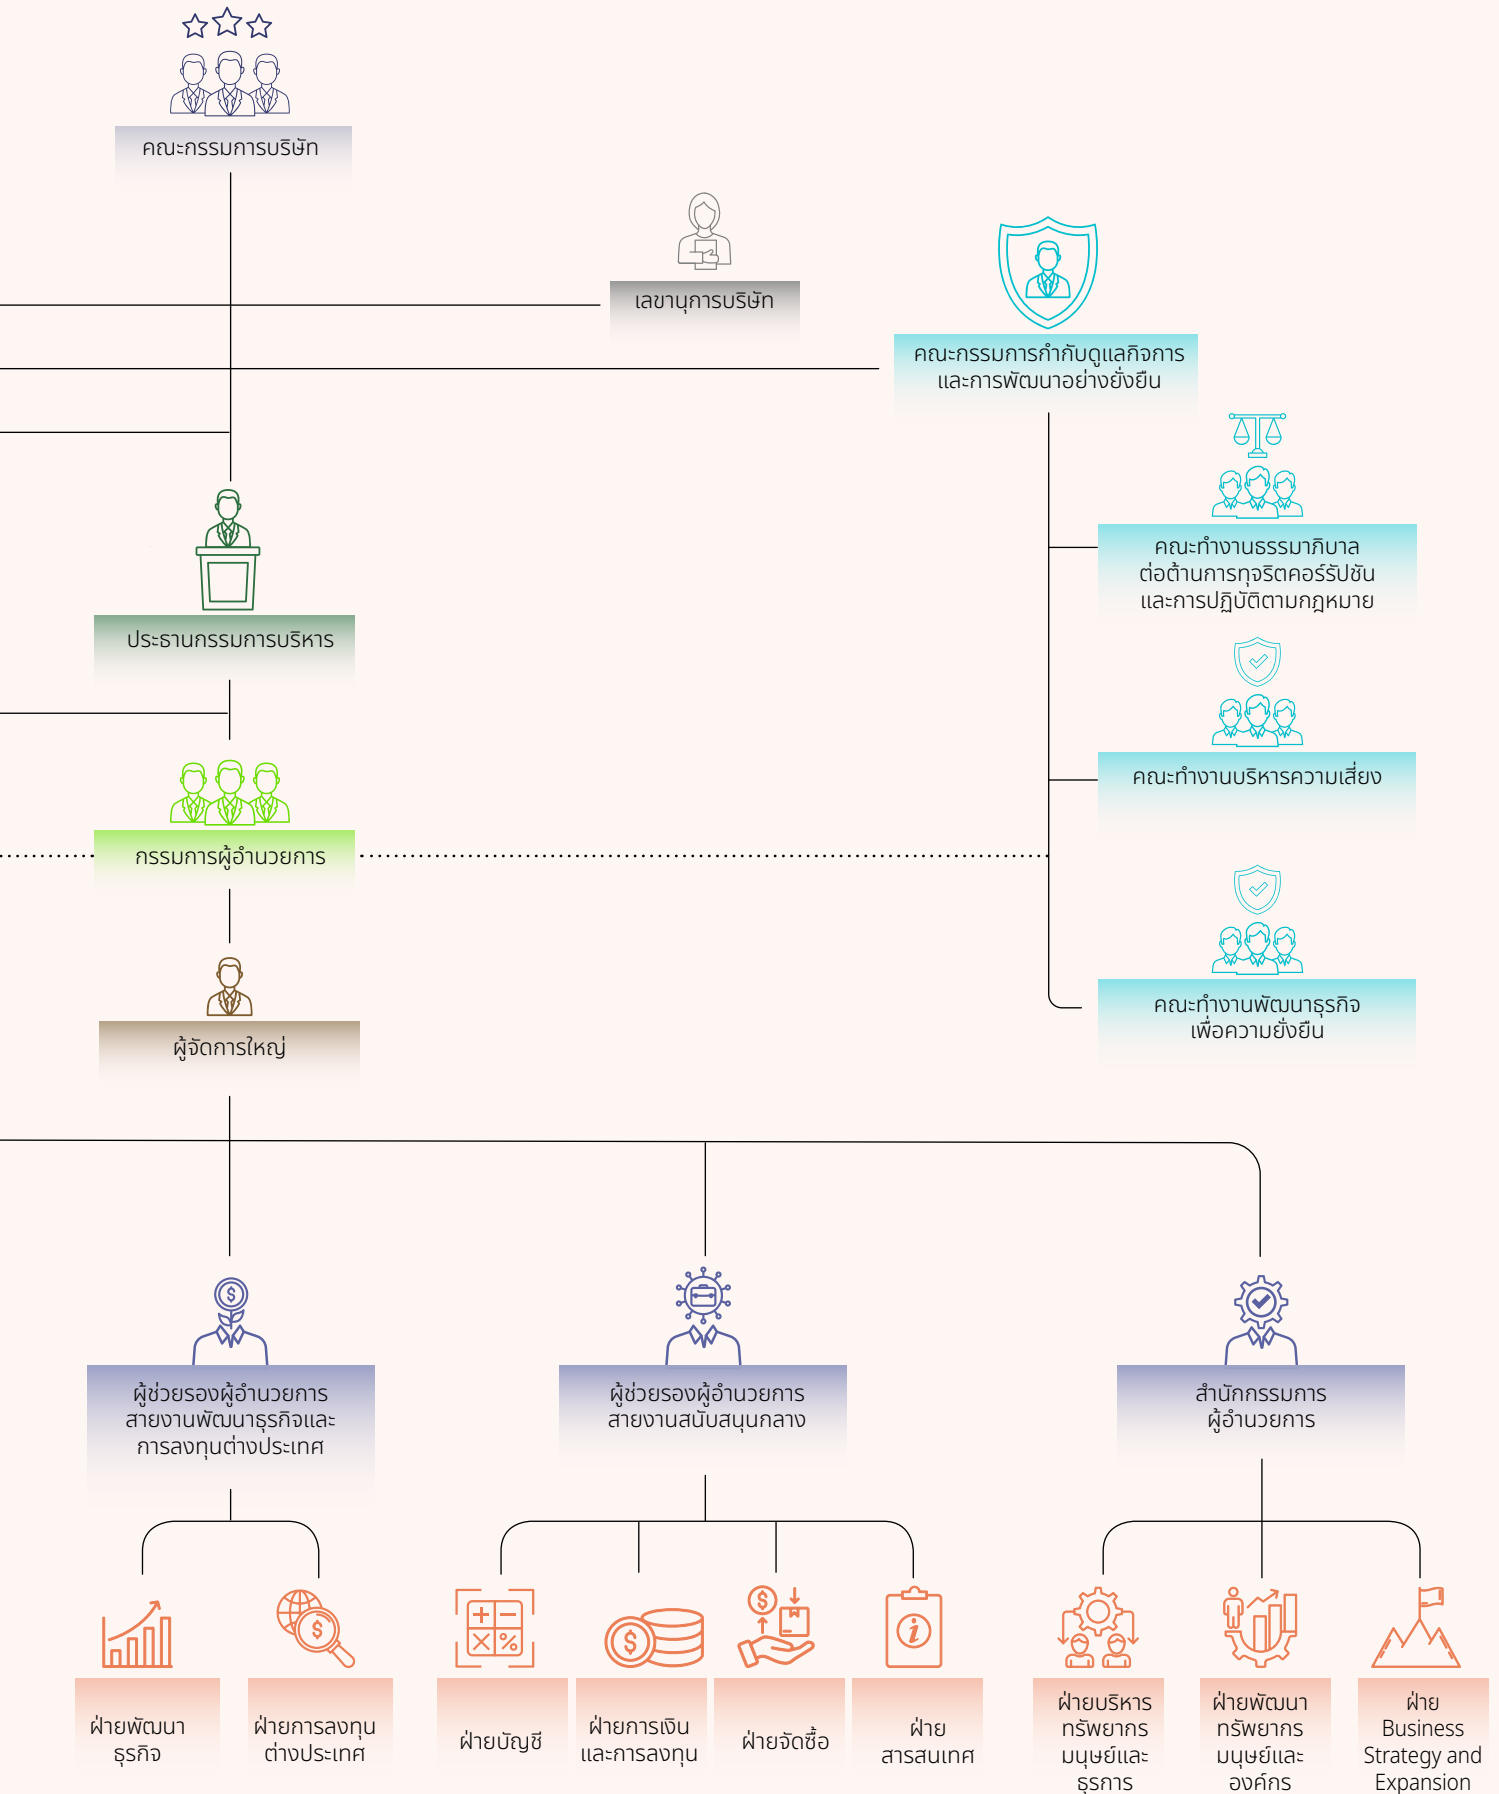 คณะกรรมการบริษัท
เลขานุการบริษัท
คณะกรรมการกำกับดูแลกิจการ
และการพัฒนาอย่างยั่งยืน
คณะทำงานธรรมาภิบาล
ต่อต้านการทุจริตคอร์รัปชัน
และการปฏิบัติตามกฎหมาย
ประธานกรรมการบริหาร
คณะทำงานบริหารความเสี่ยง
กรรมการผู้อำนวยการ
คณะทำงานพัฒนาธุรกิจ
เพื่อความยั่งยืน
ผู้จัดการใหญ่
ผู้ช่วยรองผู้อำนวยการ
สายงานพัฒนาธุรกิจและ
การลงทุนต่างประเทศ
ผู้ช่วยรองผู้อำนวยการ
สายงานสนับสนุนกลาง
สำนักกรรมการ
ผู้อำนวยการ
ฝ่ายพัฒนา
ธุรกิจ
ฝ่ายการลงทุน
ต่างประเทศ
ฝ่ายบัญชี
ฝ่ายการเงิน
และการลงทุน
ฝ่ายจัดซื้อ
ฝ่าย
สารสนเทศ
ฝ่ายบริหาร
ทรัพยากร
มนุษย์และ
ธุรการ
ฝ่ายพัฒนา
ทรัพยากร
มนุษย์และ
องค์กร
ฝ่าย
Business
Strategy and
Expansion